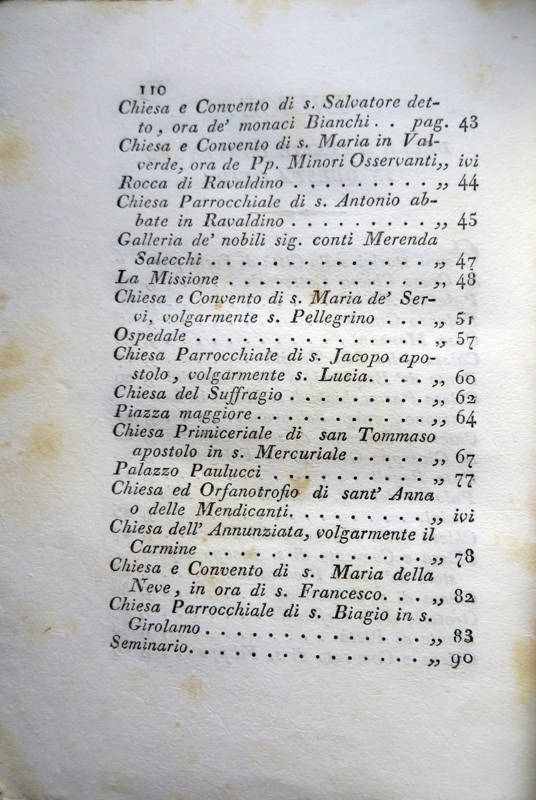 110
Chiesa e Convento di s. Salvatore det-
to, ora de' monaci Bianchi. . pag. 43
Chiesa e Convento di s. Maria in Val-
verde, ora de Pp. Minori Osservanti,, ivi
Rocca di Ravaldino . . . . . . . . . ,, 44
Chiesa Parrocchiale di s. Antonio ab-
bate in Ravaldino . . . . . . . . . ,, 45
Galleria de' nobili sig. conti Merenda
Salecchi . . . . . . . . . . . . . . ,, 47
La Missione . . . . . . . . . . . . . ,, 48
Chiesa e Convento di s. Maria de' Ser-
vi, volgarmente s. Pellegrino . . . ,, 51
Ospedale . . . . . . . . . . . . . . . ,, 57
Chiesa Parrocchiale di s. Jacopo apo-
stolo, volgarmente s. Lucia. . . . ,, 60
Chiesa del Suffragio . . . . . . . . . ,, 62
Piazza maggiore . . . . . . . . . . . ,, 64
Chiesa Primiceriale di san Tommaso
apostolo in s. Mercuriale . . . . . ,, 67
Palazzo Paulucci . . . . . . . . . . . ,, 77
Chiesa ed Orfanotrofio di sant' Anna
o delle Mendicanti. . . . . . . . . ,, ivi
Chiesa dell' Annunziata, volgarmente il
Carmine . . . . . . . . . . . . . . ,, 78
Chiesa e Convento di s. Maria della
Neve, in ora di s. Francesco. . . ,, 82
Chiesa Parrocchiale di s. Biagio in s.
Girolamo . . . . . . . . . . . . . . ,, 83
Seminario. . . . . . . . . . . . . . . ,, 90